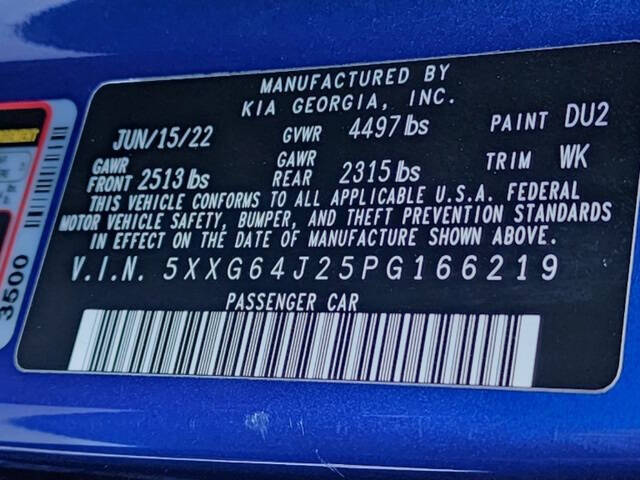 MANUFACTURED BY
KIA GEORGIA, INC.
JUN/15/22 GVWR 4497 lbs PAINT DU2
GAWR FRONT 2513 lbs GAWR REAR 2315 lbs TRIM WK
THIS VEHICLE CONFORMS TO ALL APPLICABLE U.S.A. FEDERAL
MOTOR VEHICLE SAFETY, BUMPER, AND THEFT PREVENTION STANDARDS
IN EFFECT ON THE DATE OF MANUFACTURE SHOWN ABOVE.
V.I.N. 5XXG64J25PG166219
PASSENGER CAR
3500